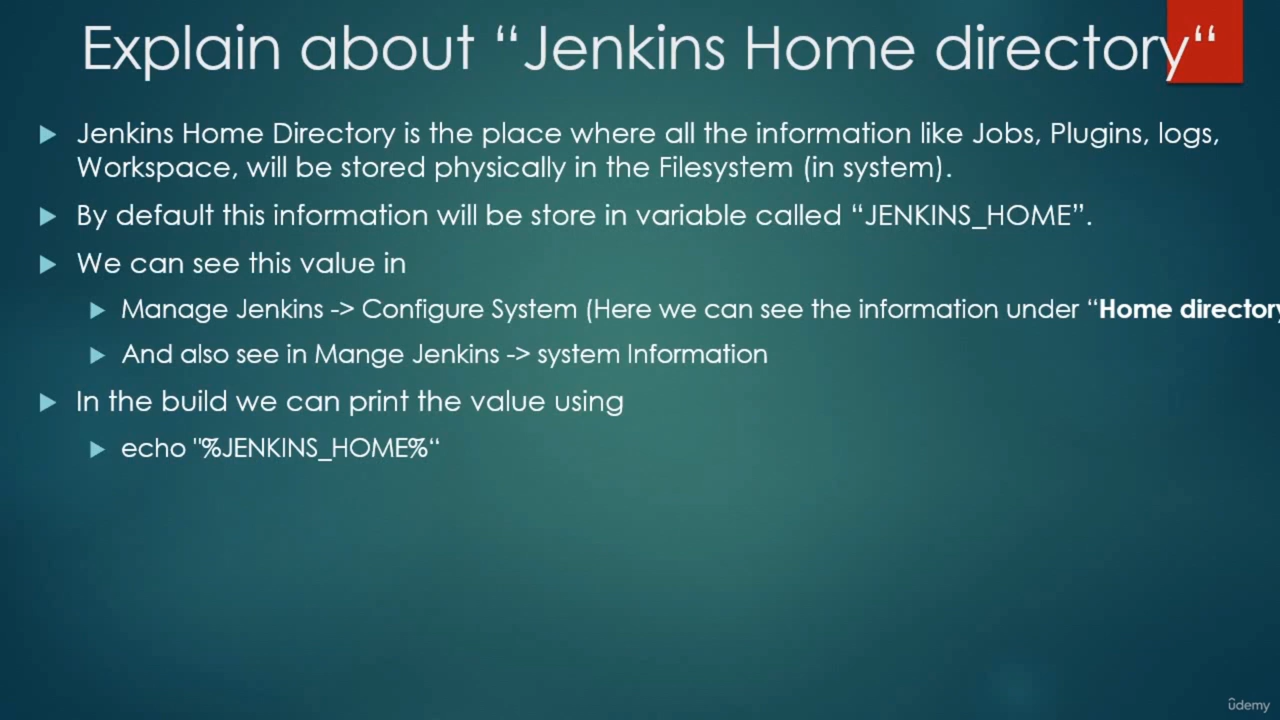 Explain about “Jenkins Home directory“
Jenkins Home Directory is the place where all the information like Jobs, Plugins, logs,
Workspace, will be stored physically in the Filesystem (in system).
By default this information will be store in variable called “JENKINS_HOME”.
We can see this value in
Manage Jenkins -> Configure System (Here we can see the information under “Home directory
And also see in Mange Jenkins -> system Information
In the build we can print the value using
echo "%JENKINS_HOME%“
ûdemy